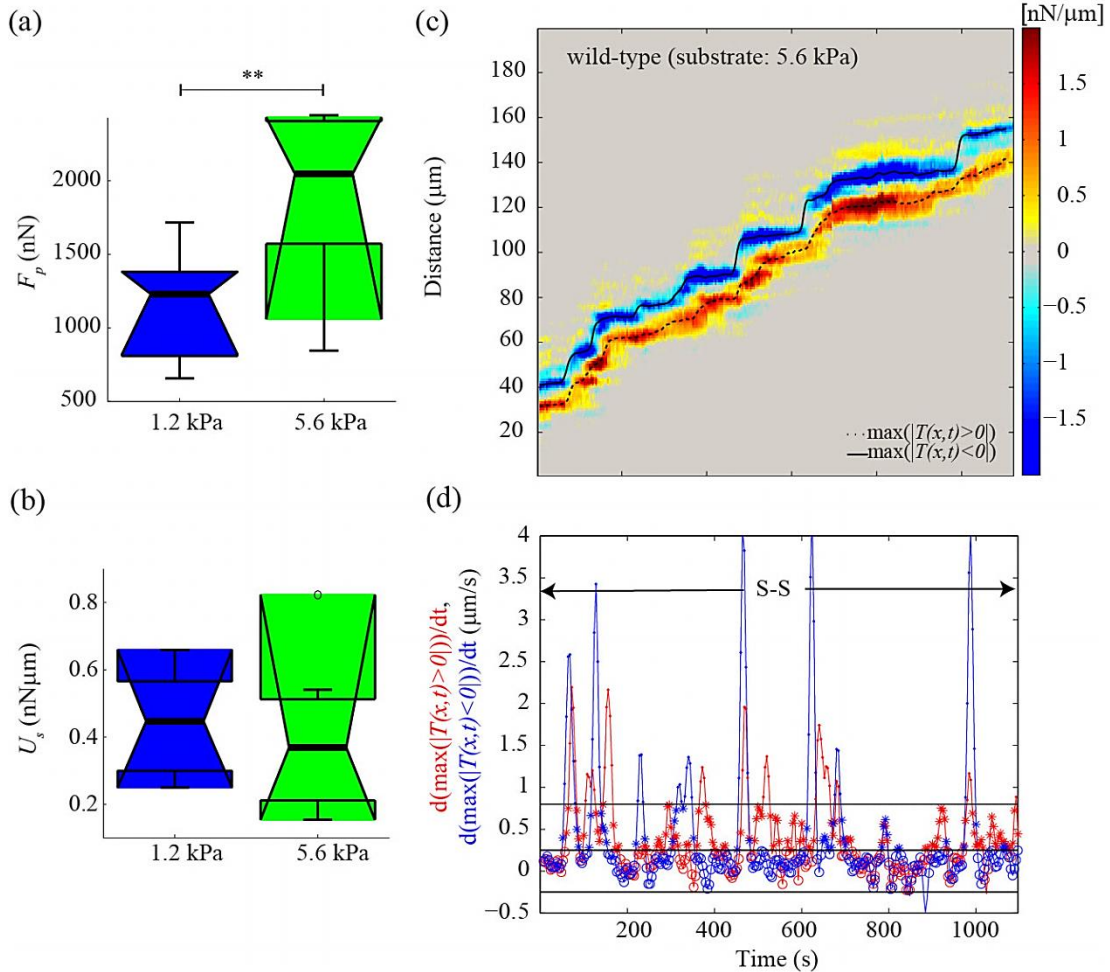 (a)
**
F_p (nN)
2000
1500
1000
500
1.2 kPa 5.6 kPa
(b)
U_s (nNμm)
0.8
0.6
0.4
0.2
1.2 kPa 5.6 kPa
(c)
wild-type (substrate: 5.6 kPa)
Distance (μm)
180
160
140
120
100
80
60
40
20
··· max(|T(x,t)>0|)
— max(|T(x,t)<0|)
[nN/μm]
1.5
1
0.5
0
−0.5
−1
−1.5
(d)
S-S
d(max(|T(x,t)>0|))/dt,
d(max(|T(x,t)<0|))/dt (μm/s)
4
3.5
3
2.5
2
1.5
1
0.5
0
−0.5
200 400 600 800 1000
Time (s)